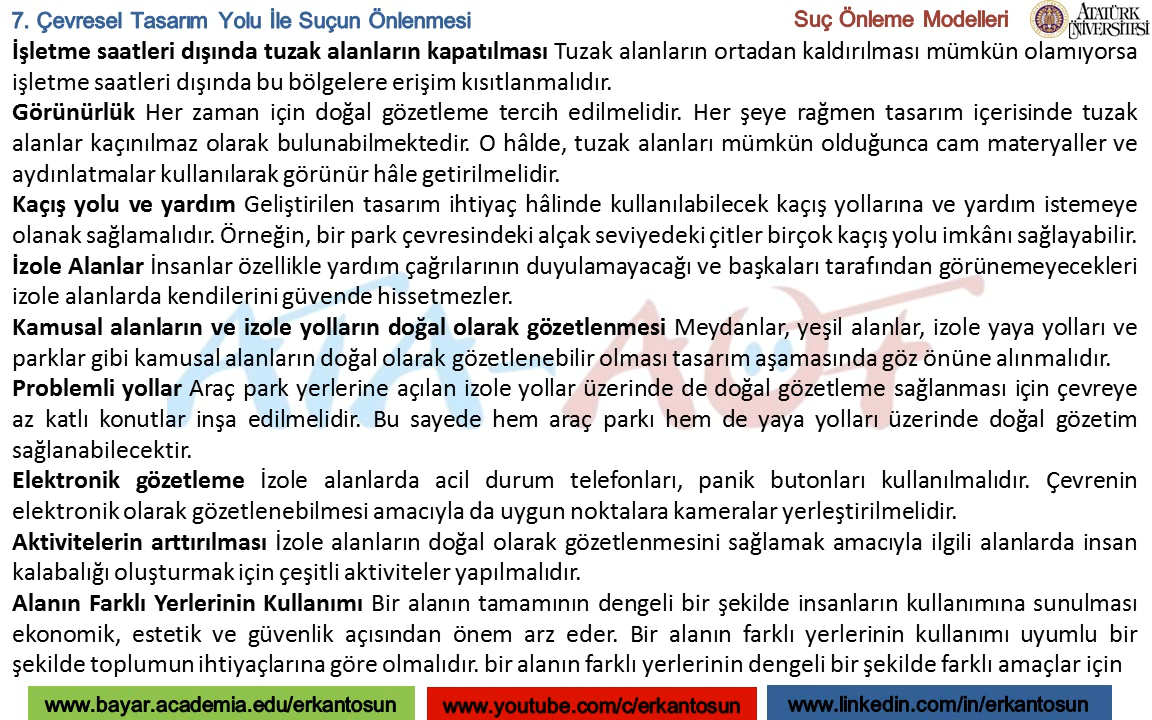 7. Çevresel Tasarım Yolu İle Suçun Önlenmesi
Suç Önleme Modelleri
ATATÜRK
ÜNİVERSİTESİ
İşletme saatleri dışında tuzak alanların kapatılması Tuzak alanların ortadan kaldırılması mümkün olamıyorsa
işletme saatleri dışında bu bölgelere erişim kısıtlanmalıdır.
Görünürlük Her zaman için doğal gözetleme tercih edilmelidir. Her şeye rağmen tasarım içerisinde tuzak
alanlar kaçınılmaz olarak bulunabilmektedir. O hâlde, tuzak alanları mümkün olduğunca cam materyaller ve
aydınlatmalar kullanılarak görünür hâle getirilmelidir.
Kaçış yolu ve yardım Geliştirilen tasarım ihtiyaç hâlinde kullanılabilecek kaçış yollarına ve yardım istemeye
olanak sağlamalıdır. Örneğin, bir park çevresindeki alçak seviyedeki çitler birçok kaçış yolu imkânı sağlayabilir.
İzole Alanlar İnsanlar özellikle yardım çağrılarının duyulamayacağı ve başkaları tarafından görünemeyecekleri
izole alanlarda kendilerini güvende hissetmezler.
Kamusal alanların ve izole yolların doğal olarak gözetlenmesi Meydanlar, yeşil alanlar, izole yaya yolları ve
parklar gibi kamusal alanların doğal olarak gözetlenebilir olması tasarım aşamasında göz önüne alınmalıdır.
Problemli yollar Araç park yerlerine açılan izole yollar üzerinde de doğal gözetleme sağlanması için çevreye
az katlı konutlar inşa edilmelidir. Bu sayede hem araç parkı hem de yaya yolları üzerinde doğal gözetim
sağlanabilecektir.
Elektronik gözetleme İzole alanlarda acil durum telefonları, panik butonları kullanılmalıdır. Çevrenin
elektronik olarak gözetlenebilmesi amacıyla da uygun noktalara kameralar yerleştirilmelidir.
Aktivitelerin arttırılması İzole alanların doğal olarak gözetlenmesini sağlamak amacıyla ilgili alanlarda insan
kalabalığı oluşturmak için çeşitli aktiviteler yapılmalıdır.
Alanın Farklı Yerlerinin Kullanımı Bir alanın tamamının dengeli bir şekilde insanların kullanımına sunulması
ekonomik, estetik ve güvenlik açısından önem arz eder. Bir alanın farklı yerlerinin kullanımı uyumlu bir
şekilde toplumun ihtiyaçlarına göre olmalıdır. bir alanın farklı yerlerinin dengeli bir şekilde farklı amaçlar için
ATA-AÖF
www.bayar.academia.edu/erkantosun
www.youtube.com/c/erkantosun
www.linkedin.com/in/erkantosun